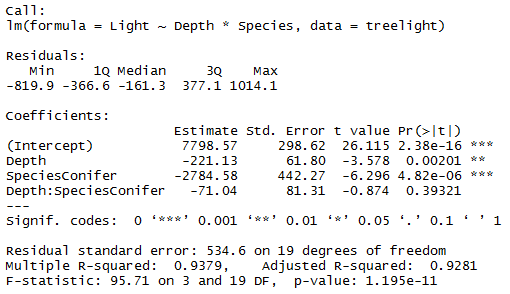 Call:
lm(formula = Light ~ Depth * Species, data = treelight)
Residuals:
Min 1Q Median 3Q Max
-819.9 -366.6 -161.3 377.1 1014.1
Coefficients:
Estimate Std. Error t value Pr(>|t|)
(Intercept) 7798.57 298.62 26.115 2.38e-16 ***
Depth -221.13 61.80 -3.578 0.00201 **
SpeciesConifer -2784.58 442.27 -6.296 4.82e-06 ***
Depth:SpeciesConifer -71.04 81.31 -0.874 0.39321
---
Signif. codes: 0 ‘***’ 0.001 ‘**’ 0.01 ‘*’ 0.05 ‘.’ 0.1 ‘ ’ 1
Residual standard error: 534.6 on 19 degrees of freedom
Multiple R-squared: 0.9379, Adjusted R-squared: 0.9281
F-statistic: 95.71 on 3 and 19 DF, p-value: 1.195e-11